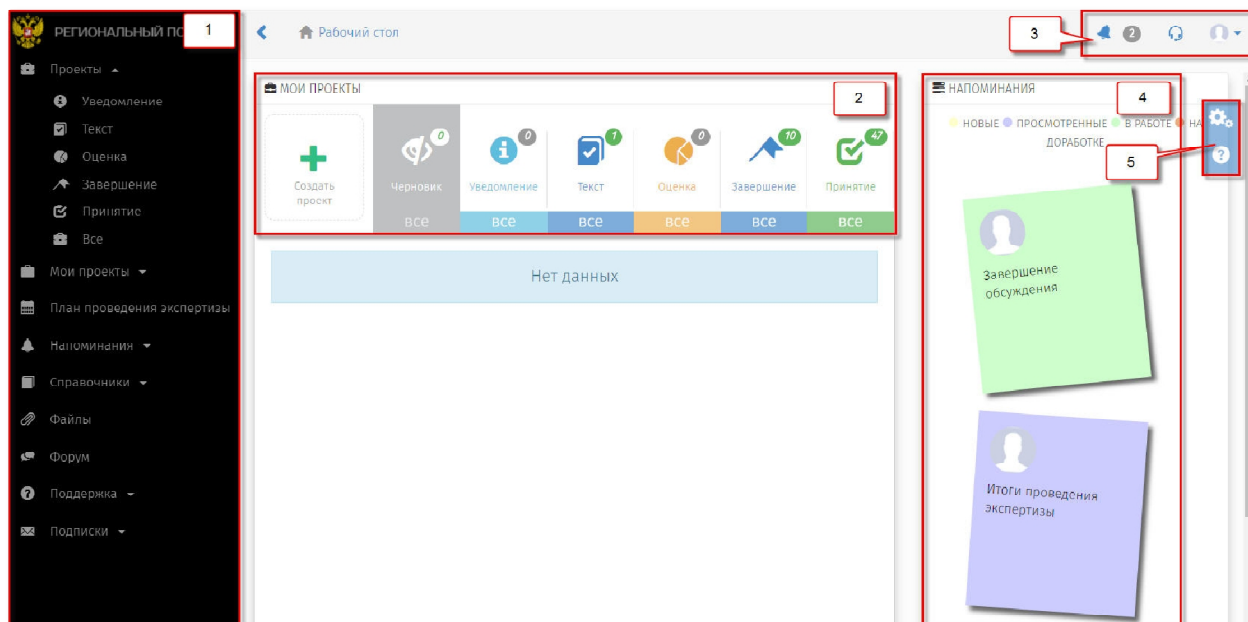 РЕГИОНАЛЬНЫЙ
1
Проекты
Уведомление
Текст
Оценка
Завершение
Принятие
Все
Мои проекты
План проведения экспертизы
Напоминания
Справочники
Файлы
Форум
Поддержка
Подписки
Рабочий стол
3
2
МОИ ПРОЕКТЫ
2
Создать
проект
0
Черновик
все
0
Уведомление
все
1
Текст
все
0
Оценка
все
10
Завершение
все
47
Принятие
все
Нет данных
НАПОМИНАНИЯ
4
НОВЫЕ ПРОСМОТРЕННЫЕ В РАБОТЕ НА
ДОРАБОТКЕ
5
?
Завершение
обсуждения
Итоги проведения
экспертизы